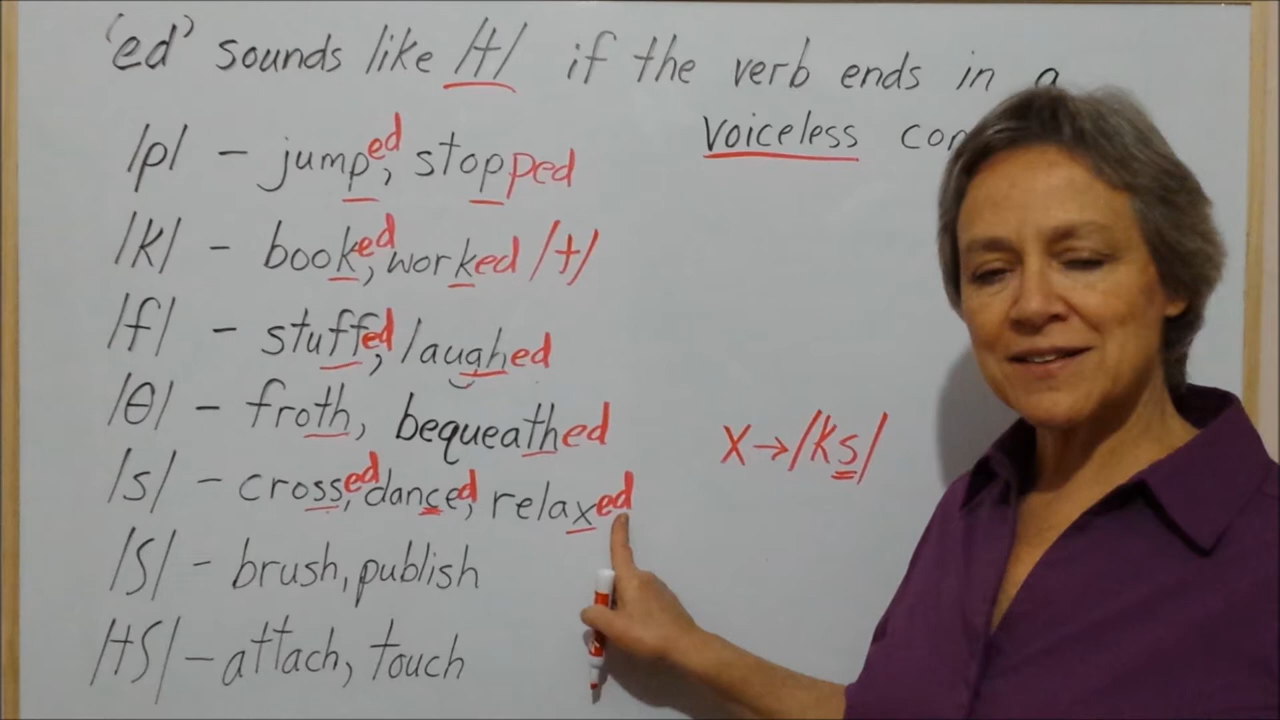 'ed' sounds like /t/ if the verb ends in a
voiceless
/p/ - jumped, stopped
/k/ - booked, worked /t/
/f/ - stuffed, laughed
/θ/ - froth, bequeathed
/s/ - crossed, danced, relaxed
x→/ks/
/ʃ/ - brush, publish
/tʃ/ - attach, touch